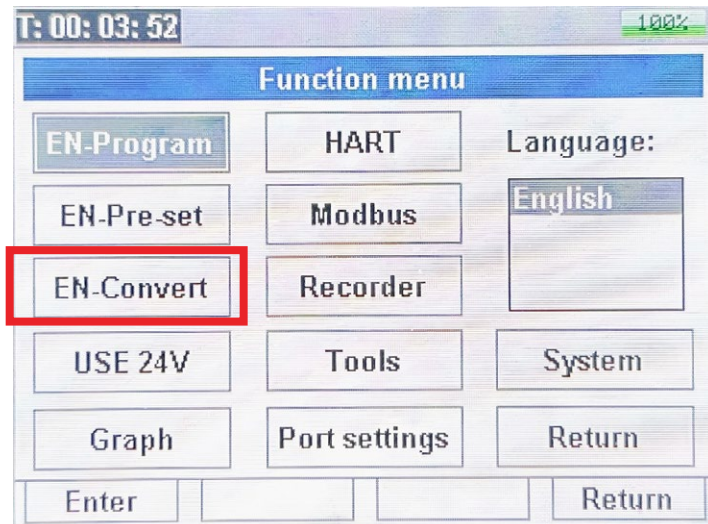 T: 00: 03: 52
100%
Function menu
EN-Program
HART
Language:
EN-Pre-set
Modbus
English
EN-Convert
Recorder
USE 24V
Tools
System
Graph
Port settings
Return
Enter
Return